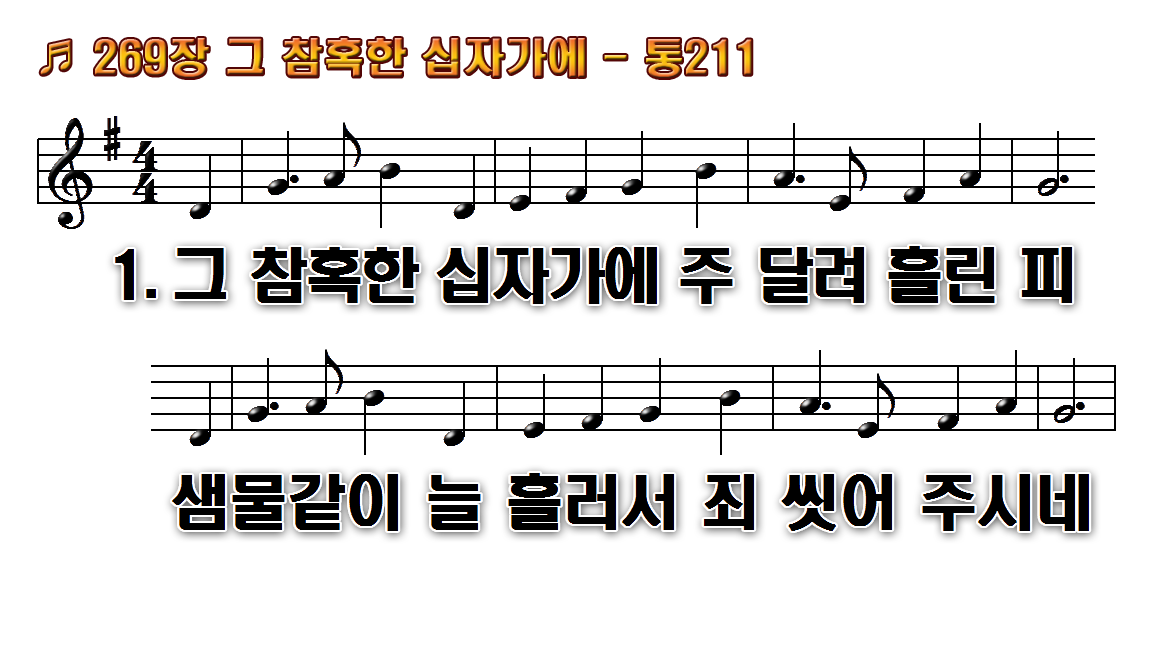 ♬ 269장 그 참혹한 십자가에 - 통211
4
4
1. 그 참혹한 십자가에 주 달려 흘린 피
샘물같이 늘 흘러서 죄 씻어 주시네